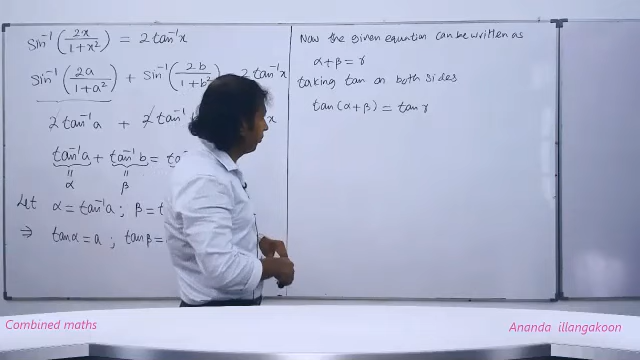 Sin⁻¹(2x/1+x²) = 2tan⁻¹x
Sin⁻¹(2a/1+a²) + Sin⁻¹(2b/1+b²) 2tan⁻¹x
2tan⁻¹a + 2tan⁻¹ x
tan⁻¹a + tan⁻¹b = ta
॥ ॥
α β
Let α = tan⁻¹a ; β = t
⇒ tanα = a ; tanβ =
Now the given equation can be written as
α+β = γ
taking tan on both sides
tan(α+β) = tanγ
Combined maths
Ananda illangakoon